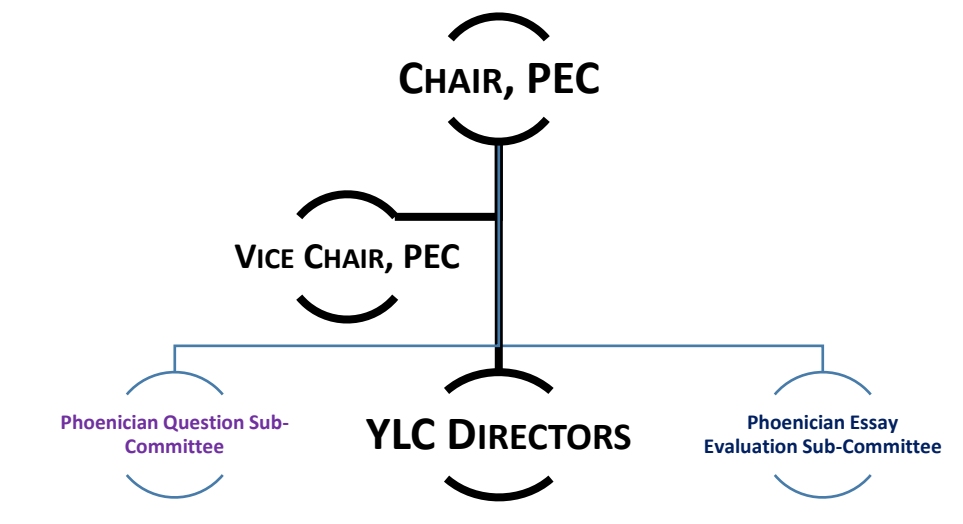 CHAIR, PEC
VICE CHAIR, PEC
Phoenician Question Sub-
Committee
YLC DIRECTORS
Phoenician Essay
Evaluation Sub-Committee